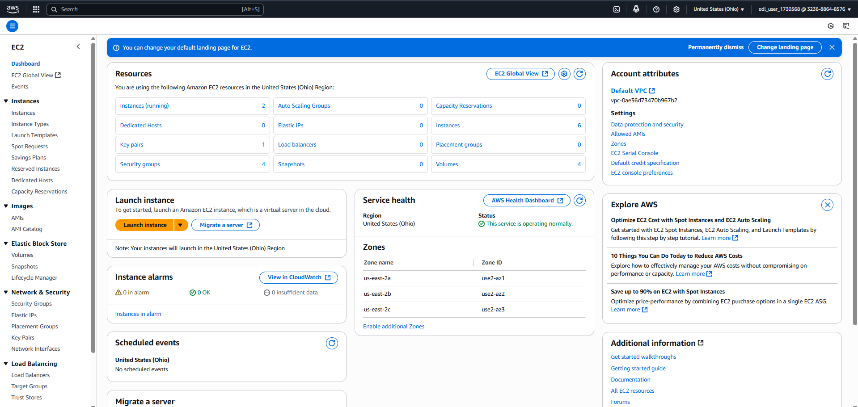 aws
Search [Alt+S]
United States (Ohio) ▼
EC2
Dashboard
EC2 Global View
Events
Instances
Instances
Instance Types
Launch Templates
Spot Requests
Savings Plans
Reserved Instances
Dedicated Hosts
Capacity Reservations
Images
AMIs
AMI Catalog
Elastic Block Store
Volumes
Snapshots
Lifecycle Manager
Network & Security
Security Groups
Elastic IPs
Placement Groups
Key Pairs
Network Interfaces
Load Balancing
Load Balancers
Target Groups
Trust Stores
You can change your default landing page for EC2.
Permanently dismiss
Change landing page
Resources
EC2 Global View
You are using the following Amazon EC2 resources in the United States (Ohio) Region:
Instances (running) 2
Auto Scaling Groups 0
Capacity Reservations 0
Dedicated Hosts 0
Elastic IPs 0
Instances 6
Key pairs 1
Load balancers 0
Placement groups 0
Security groups 4
Snapshots 0
Volumes 4
Launch instance
To get started, launch an Amazon EC2 instance, which is a virtual server in the cloud.
Launch instance
Migrate a server
Note: Your instances will launch in the United States (Ohio) Region
Instance alarms
View in CloudWatch
0 in alarm
0 OK
0 insufficient data
Instances in alarm
Scheduled events
United States (Ohio)
No scheduled events
Migrate a server
Service health
AWS Health Dashboard
Region
United States (Ohio)
Status
This service is operating normally.
Zones
Zone name Zone ID
us-east-2a use2-az1
us-east-2b use2-az2
us-east-2c use2-az3
Enable additional Zones
Account attributes
Default VPC
Settings
Data protection and security
Allowed AMIs
Zones
EC2 Serial Console
Default credit specification
EC2 console preferences
Explore AWS
Optimize EC2 Cost with Spot Instances and EC2 Auto Scaling
Get started with EC2 Spot Instances, EC2 Auto Scaling, and Launch Templates by
following this step by step tutorial. Learn more
10 Things You Can Do Today to Reduce AWS Costs
Explore how to effectively manage your AWS costs without compromising on
performance or capacity. Learn more
Save up to 90% on EC2 with Spot Instances
Optimize price-performance by combining EC2 purchase options in a single EC2 ASG.
Learn more
Additional information
Get started walkthroughs
Getting started guide
Documentation
All EC2 resources
Forums